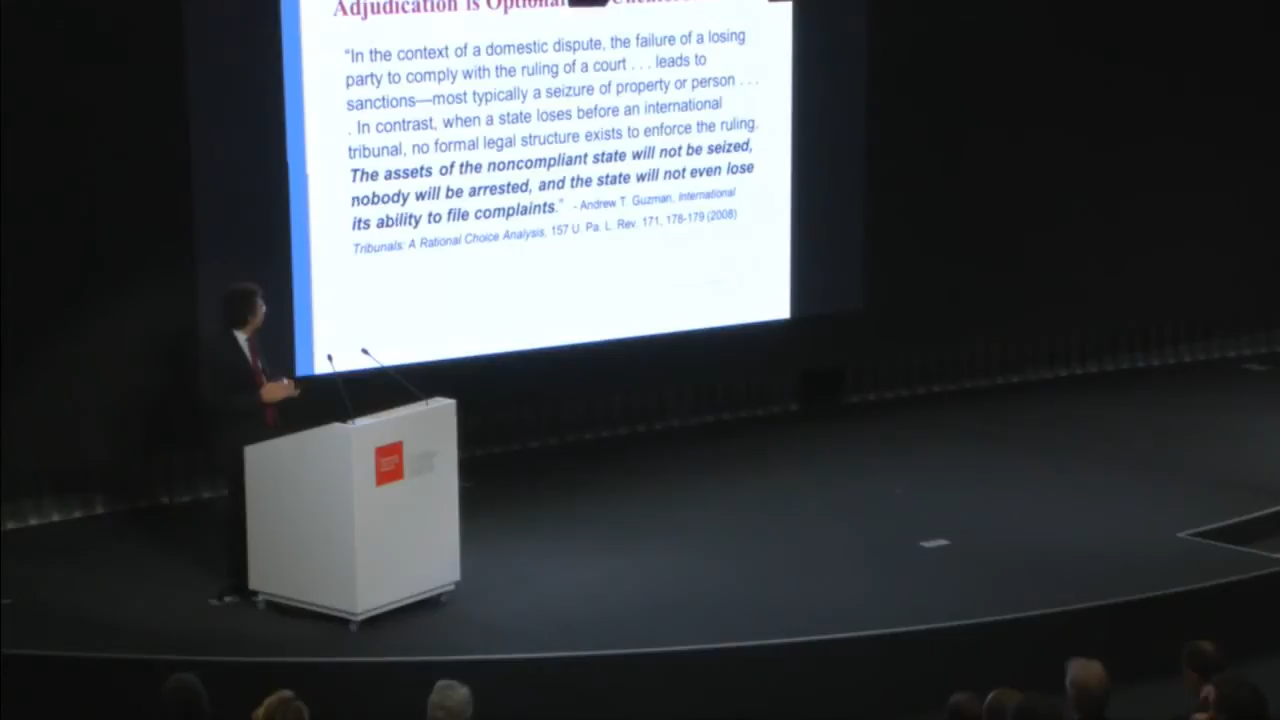 Adjudication is Optional
“In the context of a domestic dispute, the failure of a losing
party to comply with the ruling of a court . . . leads to
sanctions—most typically a seizure of property or person . . .
. In contrast, when a state loses before an international
tribunal, no formal legal structure exists to enforce the ruling.
The assets of the noncompliant state will not be seized,
nobody will be arrested, and the state will not even lose
its ability to file complaints.” - Andrew T. Guzman, International
Tribunals: A Rational Choice Analysis, 157 U. Pa. L. Rev. 171, 178-179 (2008)